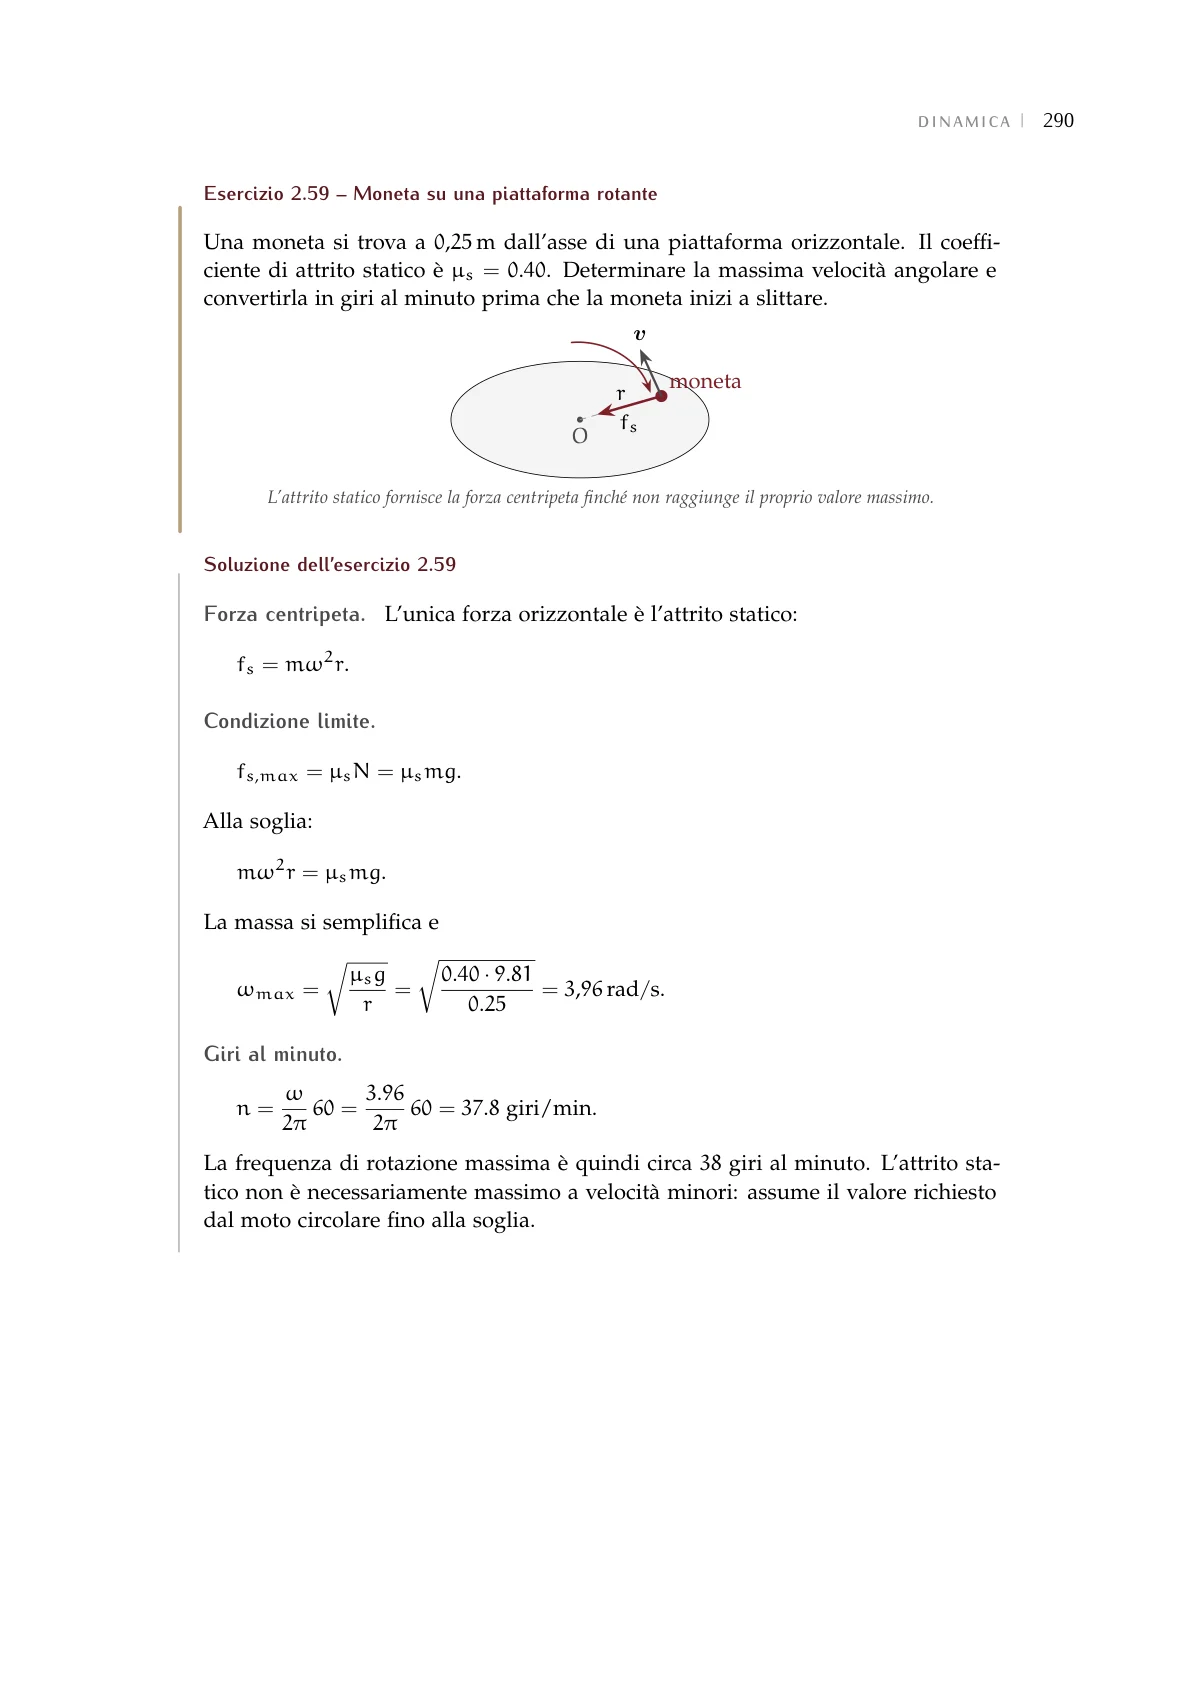 DINAMICA | 290
Esercizio 2.59 – Moneta su una piattaforma rotante
Una moneta si trova a 0,25 m dall'asse di una piattaforma orizzontale. Il coeffi-
ciente di attrito statico è μs = 0.40. Determinare la massima velocità angolare e
convertirla in giri al minuto prima che la moneta inizi a slittare.
v
moneta
r
fs
O
L'attrito statico fornisce la forza centripeta finché non raggiunge il proprio valore massimo.
Soluzione dell'esercizio 2.59
Forza centripeta. L'unica forza orizzontale è l'attrito statico:
fs = mω²r.
Condizione limite.
fs,max = μsN = μsmg.
Alla soglia:
mω²r = μsmg.
La massa si semplifica e
ωmax = √(μsg / r) = √(0.40 · 9.81 / 0.25) = 3,96 rad/s.
Giri al minuto.
n = ω/2π 60 = 3.96/2π 60 = 37.8 giri/min.
La frequenza di rotazione massima è quindi circa 38 giri al minuto. L'attrito sta-
tico non è necessariamente massimo a velocità minori: assume il valore richiesto
dal moto circolare fino alla soglia.